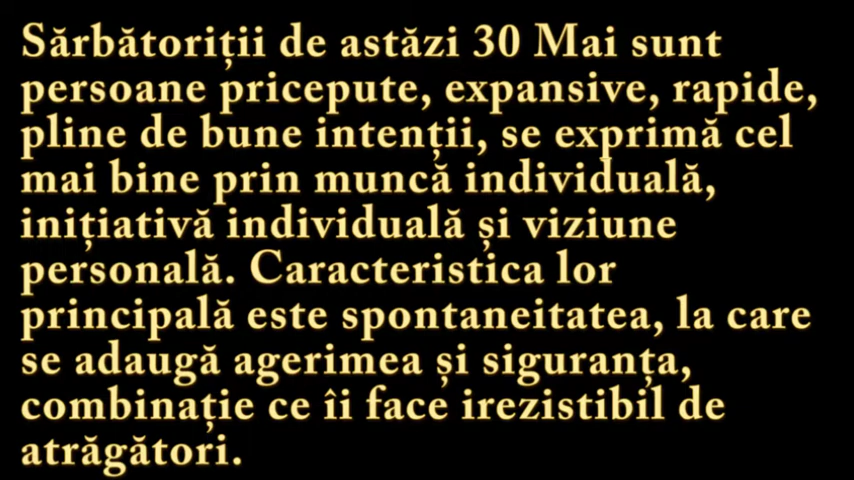 Sărbătoriții de astăzi 30 Mai sunt
persoane pricepute, expansive, rapide,
pline de bune intenții, se exprimă cel
mai bine prin muncă individuală,
inițiativă individuală și viziune
personală. Caracteristica lor
principală este spontaneitatea, la care
se adaugă agerimea și siguranța,
combinație ce îi face irezistibil de
atrăgători.